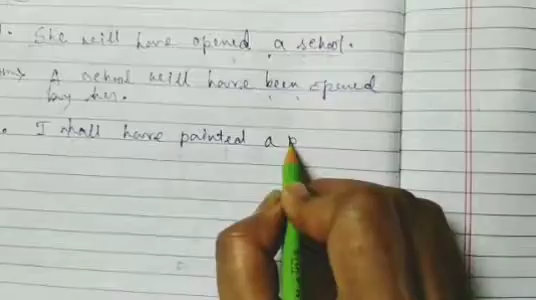 . She will have opened a school.
A school will have been opened
by her.
. I shall have painted a p